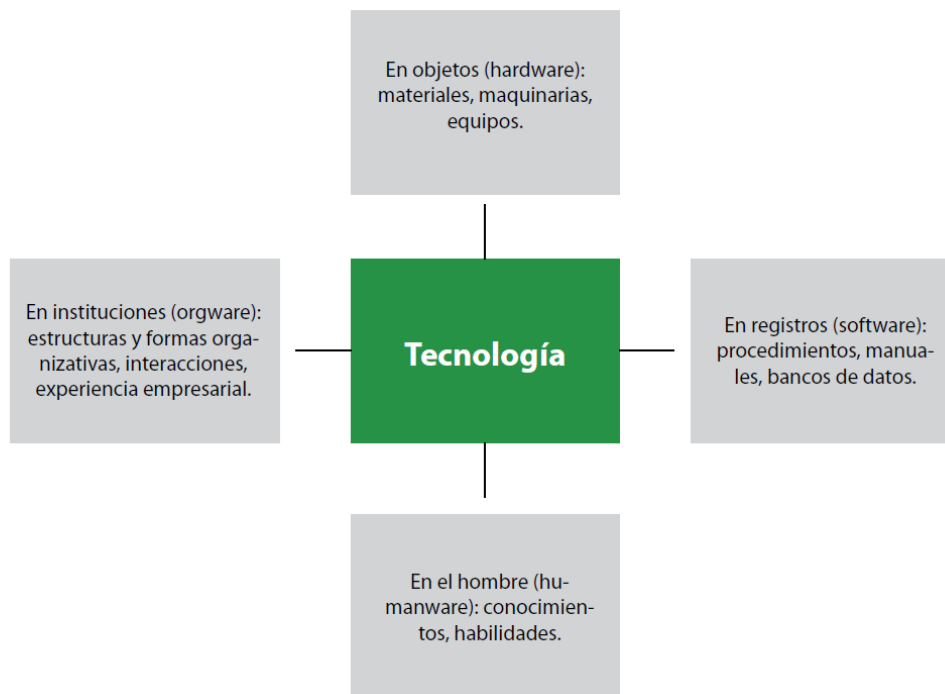 En objetos (hardware):
materiales, maquinarias,
equipos.
En instituciones (orgware):
estructuras y formas orga-
nizativas, interacciones,
experiencia empresarial.
Tecnología
En registros (software):
procedimientos, manua-
les, bancos de datos.
En el hombre (hu-
manware): conocimien-
tos, habilidades.